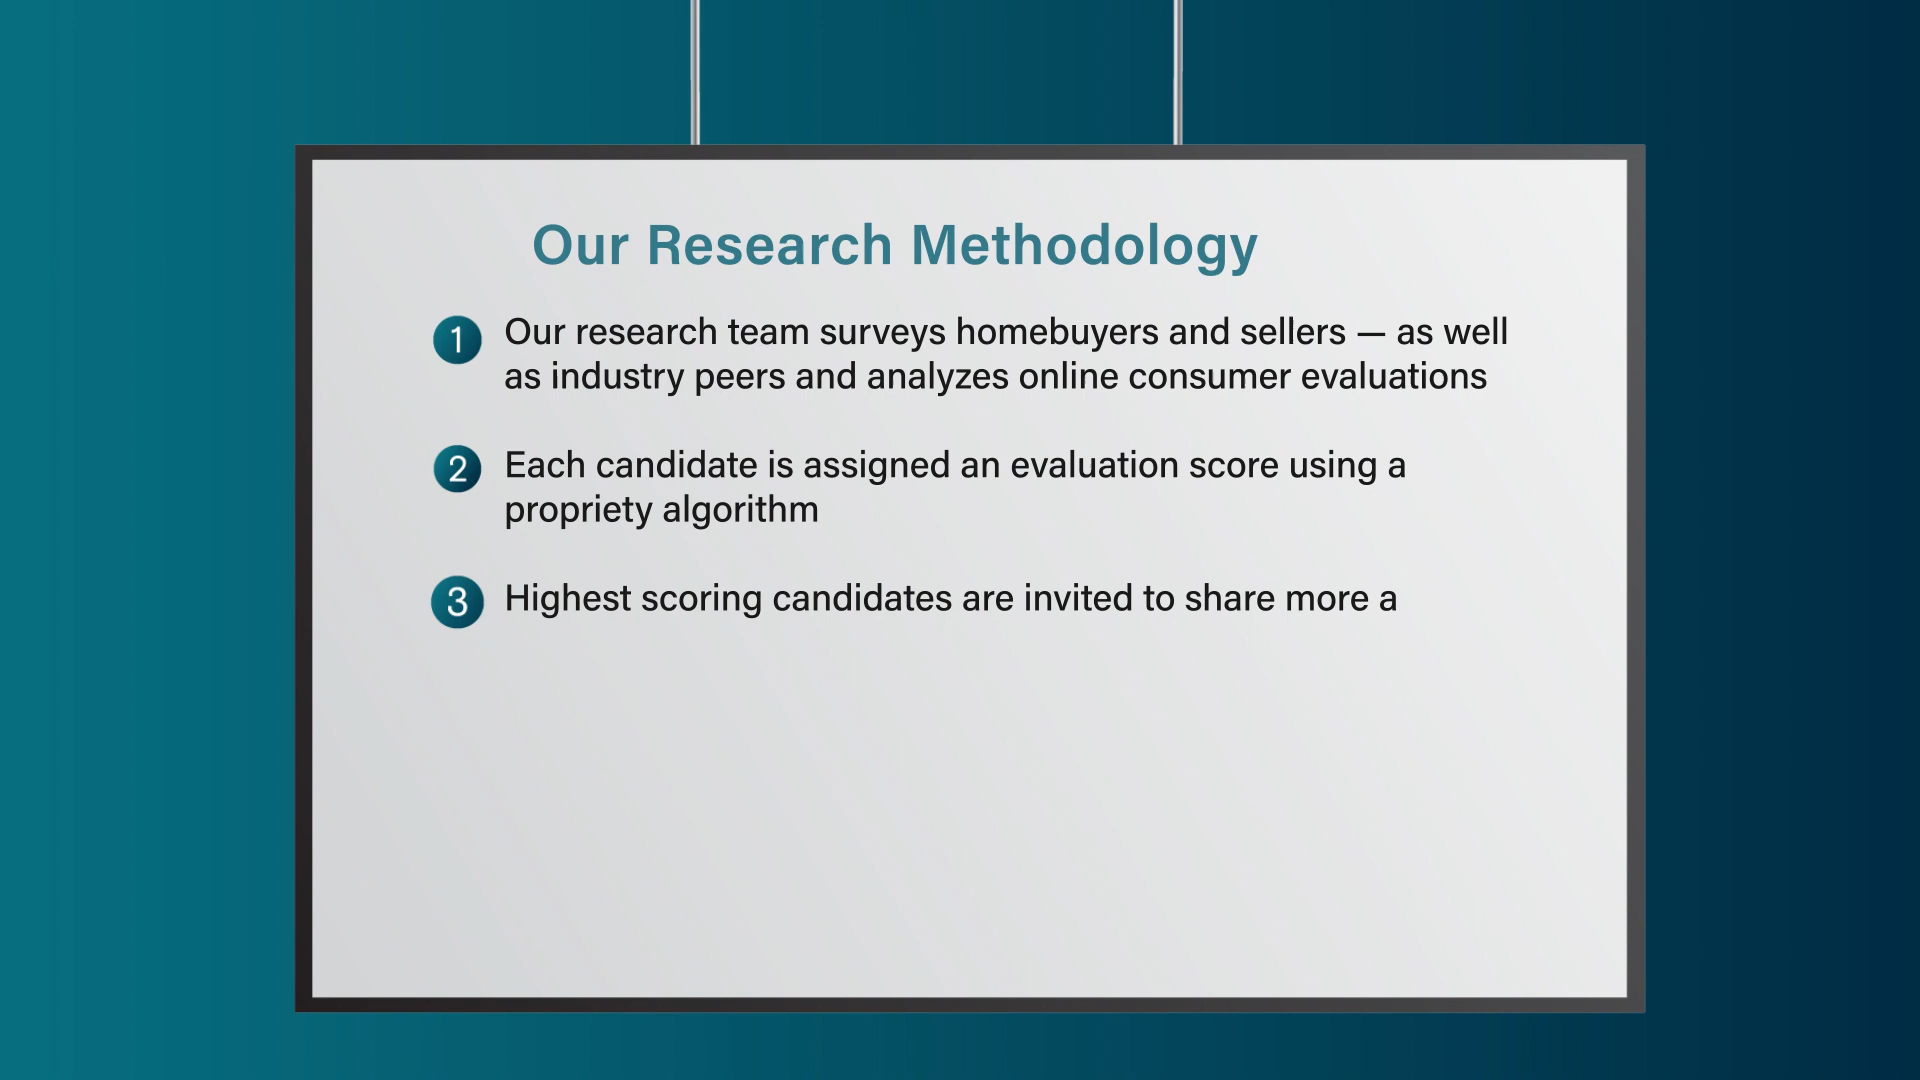 Our Research Methodology
1 Our research team surveys homebuyers and sellers — as well
as industry peers and analyzes online consumer evaluations
2 Each candidate is assigned an evaluation score using a
propriety algorithm
3 Highest scoring candidates are invited to share more a